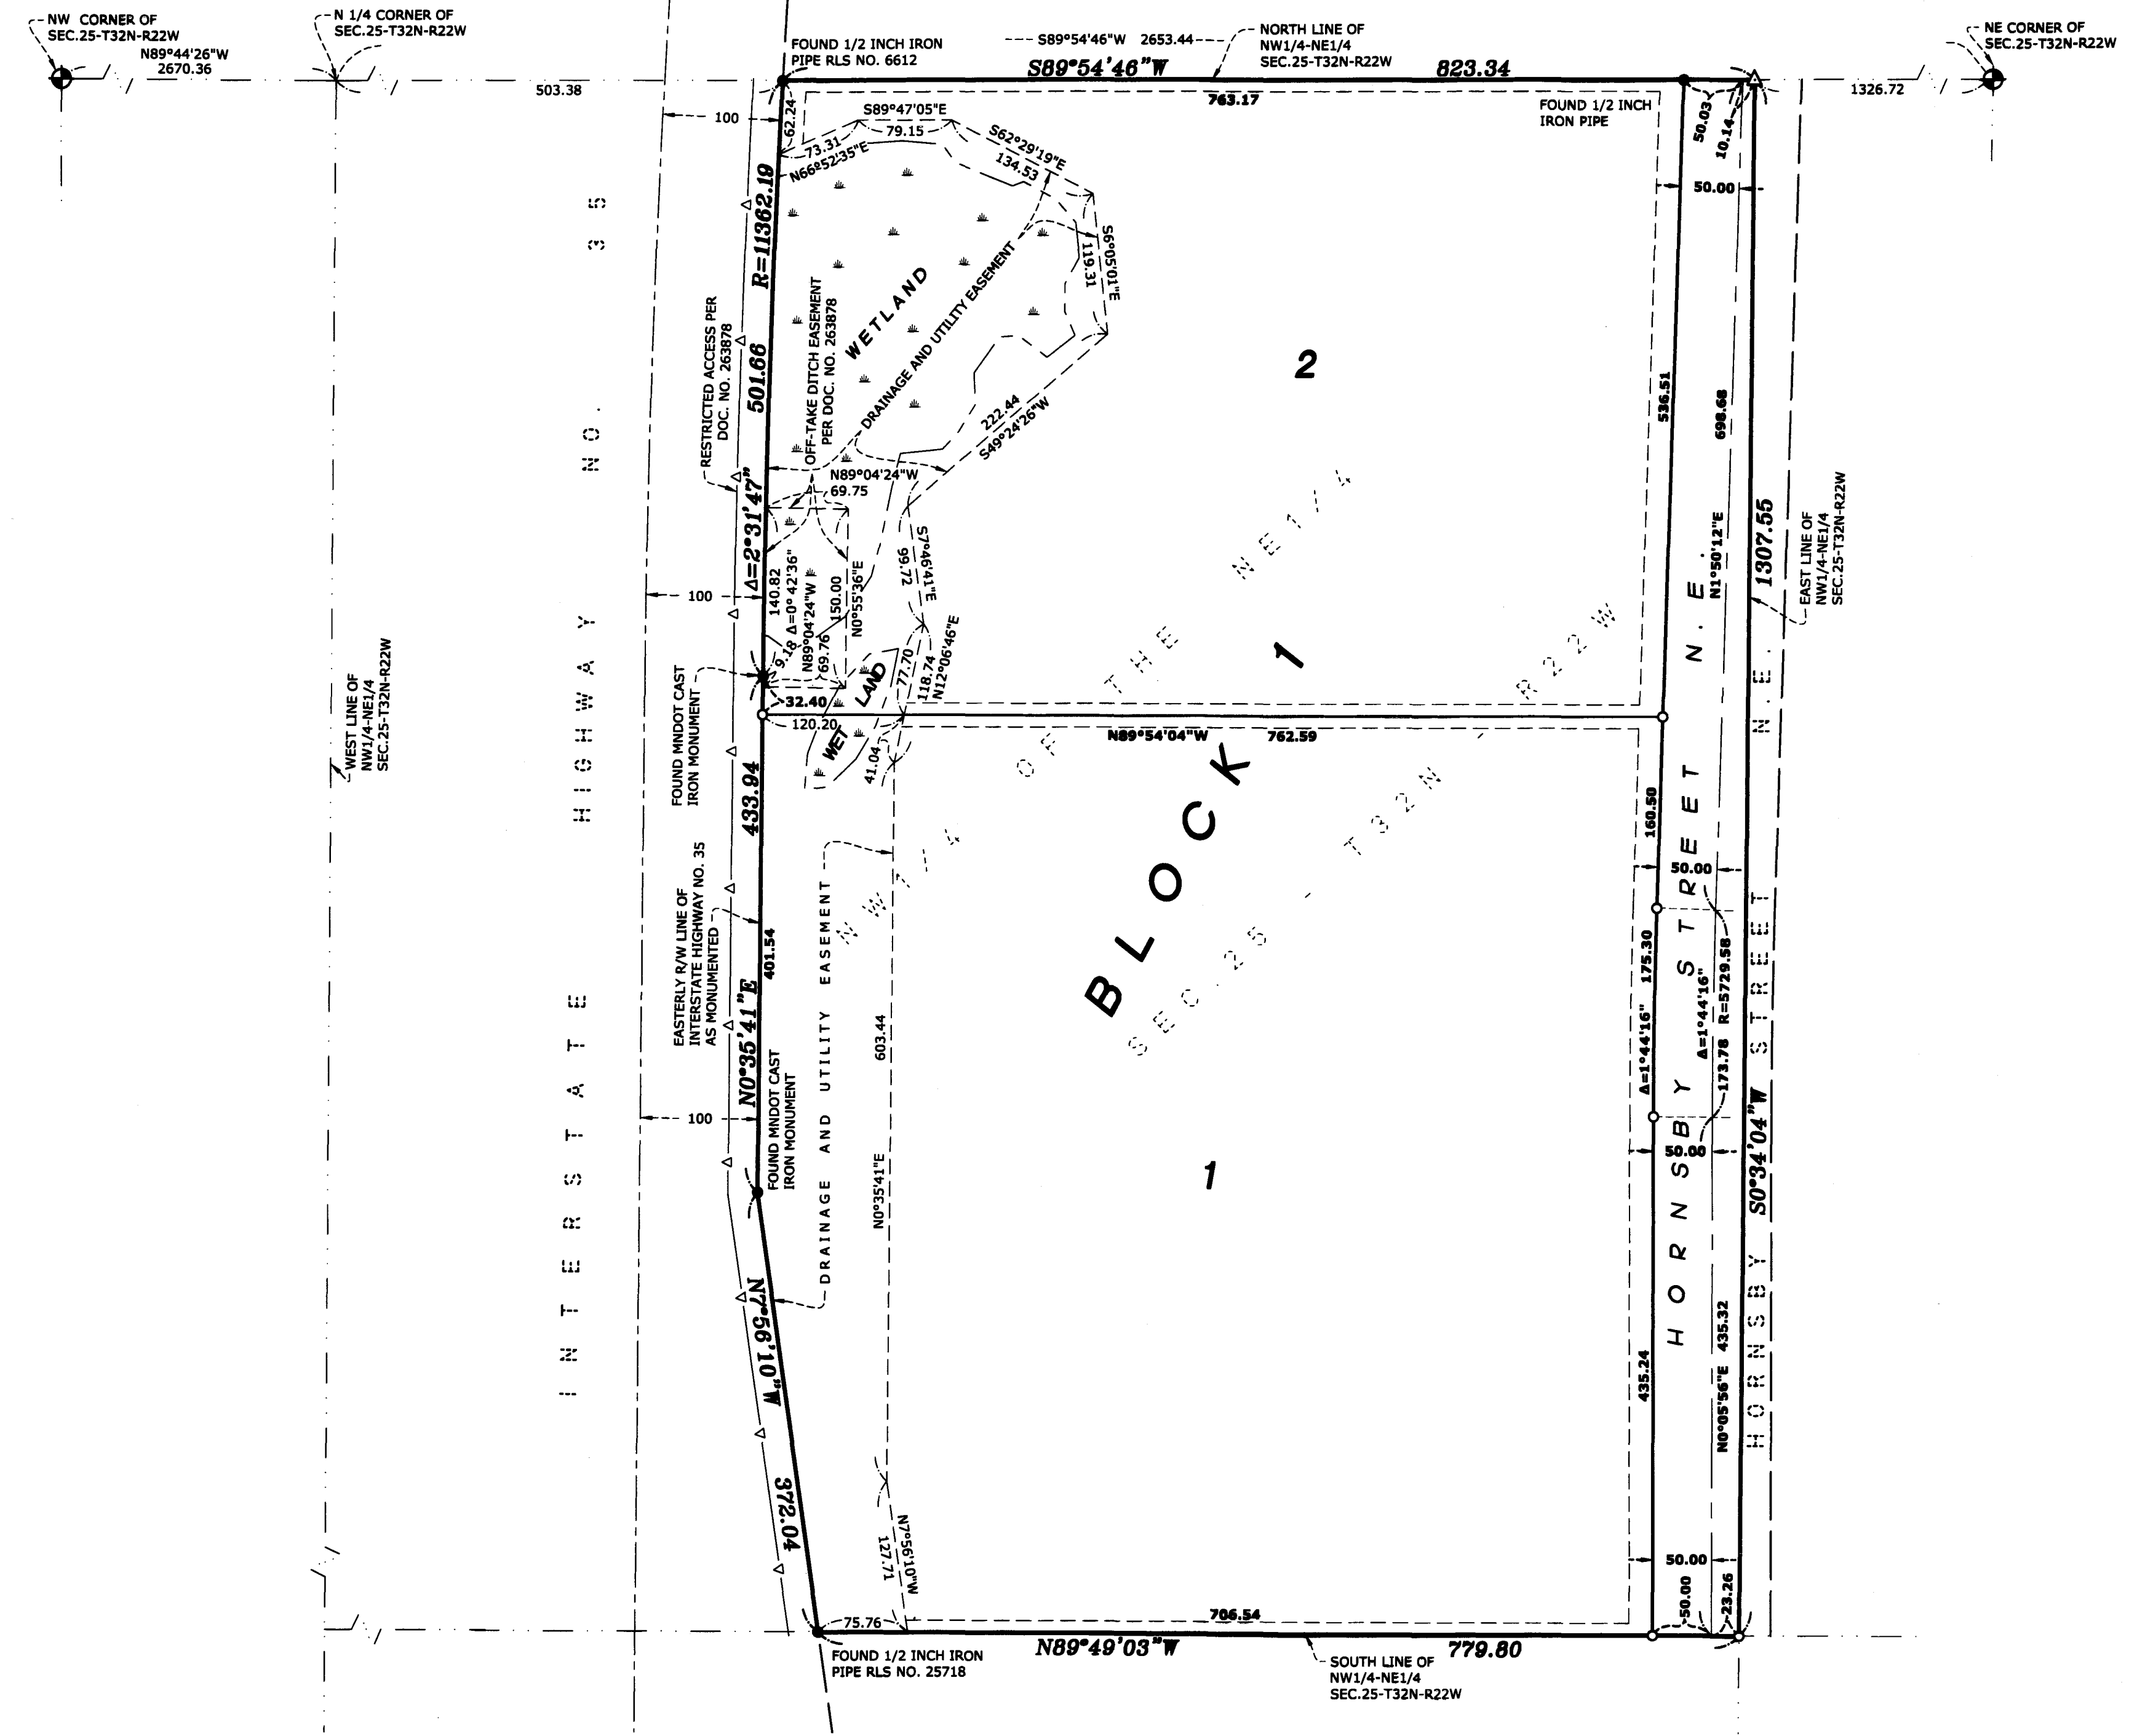 NW CORNER OF
SEC.25-T32N-R22W
N89°44'26"W
2670.36
N 1/4 CORNER OF
SEC.25-T32N-R22W
503.38
FOUND 1/2 INCH IRON
PIPE RLS NO. 6612
S89°54'46"W 2653.44
NORTH LINE OF
NW1/4-NE1/4
SEC.25-T32N-R22W
S89°54'46"W
823.34
763.17
FOUND 1/2 INCH
IRON PIPE
NE CORNER OF
SEC.25-T32N-R22W
1326.72
50.03
10.14
50.00
100
62.24
S89°47'05"E
79.15
73.31
N66°52'35"E
S62°29'19"E
134.53
S6°05'01"E
119.31
222.44
S49°24'26"W
WETLAND
DRAINAGE AND UTILITY EASEMENT
OFF-TAKE DITCH EASEMENT
PER DOC. NO. 263878
RESTRICTED ACCESS PER
DOC. NO. 263878
R=11362.19
501.66
Δ=2°31'47"
N89°04'24"W
69.75
140.82
Δ=0°42'36"
9.18
N89°04'24"W
69.76
150.00
N0°55'36"E
S7°46'41"E
99.72
77.70
118.74
N12°06'46"E
100
2
536.51
698.68
N1°50'12"E
1307.55
EAST LINE OF
NW1/4-NE1/4
SEC.25-T32N-R22W
WEST LINE OF
NW1/4-NE1/4
SEC.25-T32N-R22W
INTERSTATE HIGHWAY NO. 35
FOUND MNDOT CAST
IRON MONUMENT
32.40
120.20
WET LAND
41.04
N89°54'04"W
762.59
433.94
EASTERLY R/W LINE OF
INTERSTATE HIGHWAY NO. 35
AS MONUMENTED
401.54
N0°35'41"E
DRAINAGE AND UTILITY EASEMENT
603.44
N0°35'41"E
NW1/4 OF THE NE1/4
SEC.25 - T32N - R22W
BLOCK 1
1
160.50
50.00
175.30
Δ=1°44'16"
Δ=1°44'16"
173.78 R=5729.58
50.00
HORNSBY STREET N.E.
HORNSBY STREET N.E.
S0°34'04"W
100
FOUND MNDOT CAST
IRON MONUMENT
N7°56'10"W
372.04
N7°56'10"W
127.71
435.24
N0°05'56"E 435.32
50.00
50.00
23.26
75.76
706.54
N89°49'03"W
779.80
FOUND 1/2 INCH IRON
PIPE RLS NO. 25718
SOUTH LINE OF
NW1/4-NE1/4
SEC.25-T32N-R22W